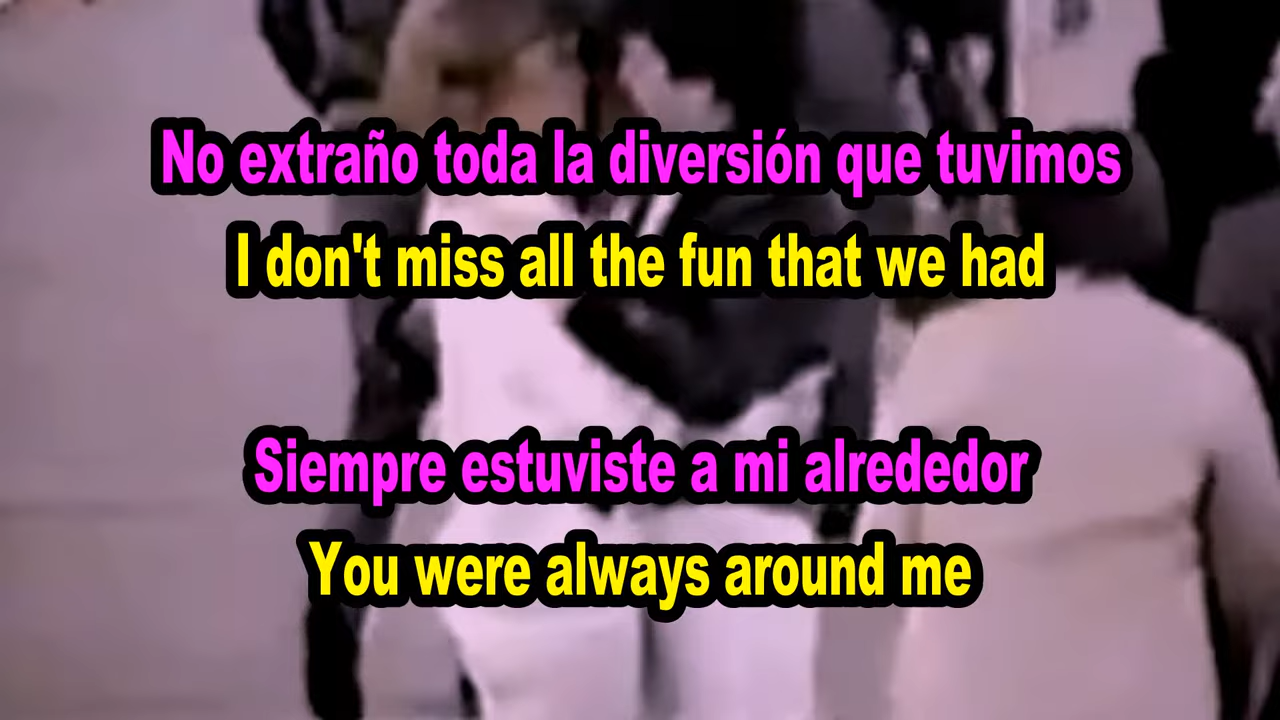 No extraño toda la diversión que tuvimos
I don't miss all the fun that we had
Siempre estuviste a mi alrededor
You were always around me